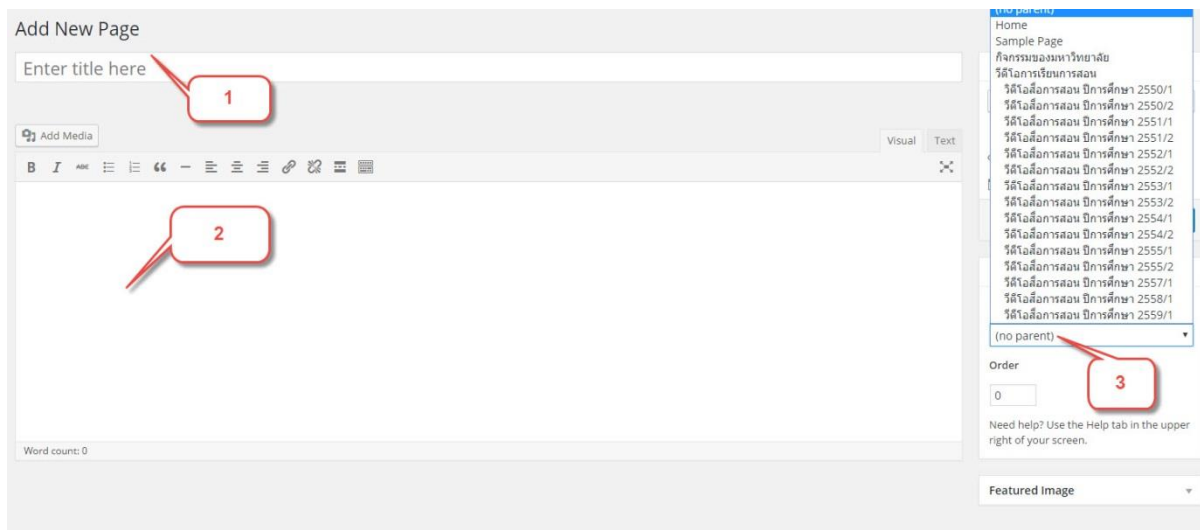 Add New Page
Enter title here
1
Add Media
Visual Text
B I ABC
2
Word count: 0
(no parent)
Home
Sample Page
กิจกรรมของมหาวิทยาลัย
วีดีโอการเรียนการสอน
วีดีโอสื่อการสอน ปีการศึกษา 2550/1
วีดีโอสื่อการสอน ปีการศึกษา 2550/2
วีดีโอสื่อการสอน ปีการศึกษา 2551/1
วีดีโอสื่อการสอน ปีการศึกษา 2551/2
วีดีโอสื่อการสอน ปีการศึกษา 2552/1
วีดีโอสื่อการสอน ปีการศึกษา 2552/2
วีดีโอสื่อการสอน ปีการศึกษา 2553/1
วีดีโอสื่อการสอน ปีการศึกษา 2553/2
วีดีโอสื่อการสอน ปีการศึกษา 2554/1
วีดีโอสื่อการสอน ปีการศึกษา 2554/2
วีดีโอสื่อการสอน ปีการศึกษา 2555/1
วีดีโอสื่อการสอน ปีการศึกษา 2555/2
วีดีโอสื่อการสอน ปีการศึกษา 2557/1
วีดีโอสื่อการสอน ปีการศึกษา 2558/1
วีดีโอสื่อการสอน ปีการศึกษา 2559/1
(no parent)
Order
3
0
Need help? Use the Help tab in the upper
right of your screen.
Featured Image